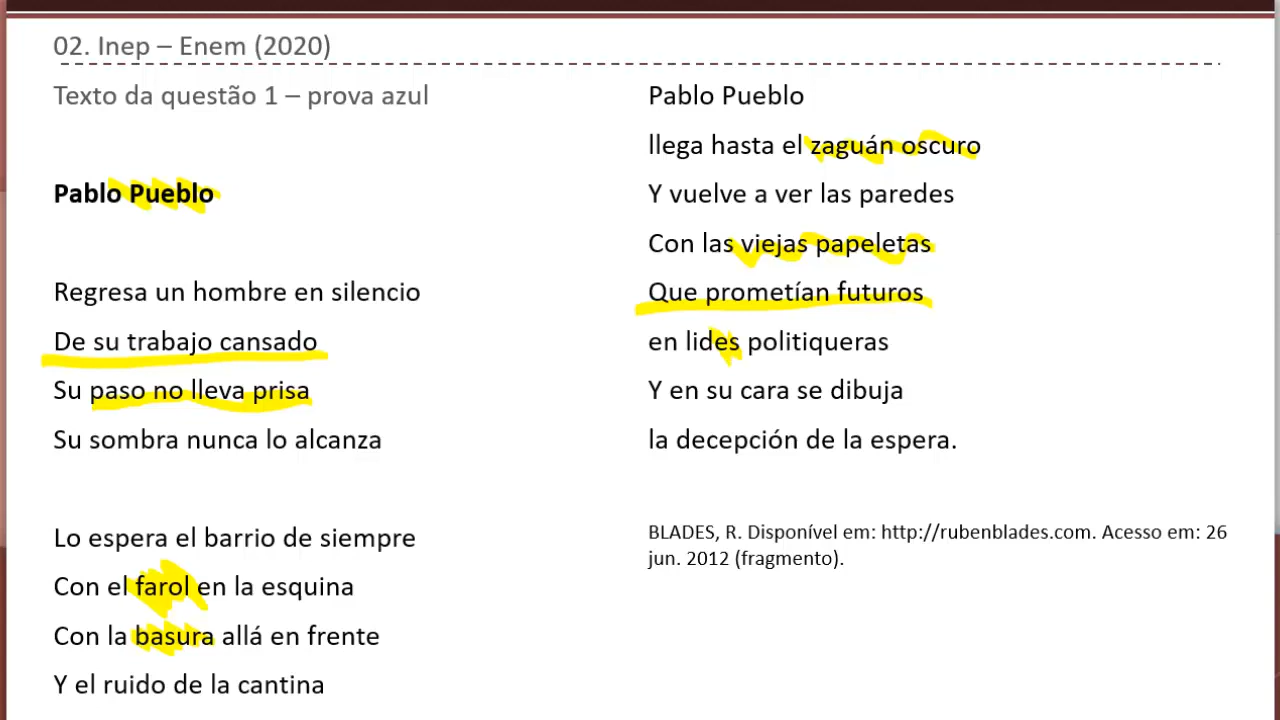 02. Inep – Enem (2020)
Texto da questão 1 – prova azul
Pablo Pueblo
Regresa un hombre en silencio
De su trabajo cansado
Su paso no lleva prisa
Su sombra nunca lo alcanza
Lo espera el barrio de siempre
Con el farol en la esquina
Con la basura allá en frente
Y el ruido de la cantina
Pablo Pueblo
llega hasta el zaguán oscuro
Y vuelve a ver las paredes
Con las viejas papeletas
Que prometían futuros
en lides politiqueras
Y en su cara se dibuja
la decepción de la espera.
BLADES, R. Disponível em: http://rubenblades.com. Acesso em: 26
jun. 2012 (fragmento).